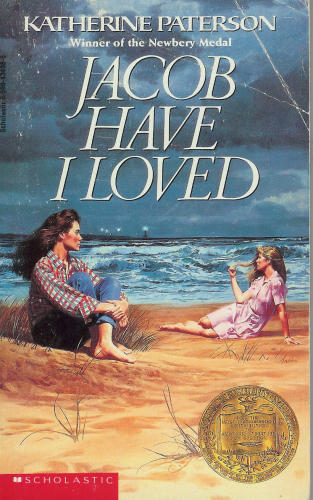 KATHERINE PATERSON
Winner of the Newbery Medal
JACOB
HAVE
I LOVED
SCHOLASTIC